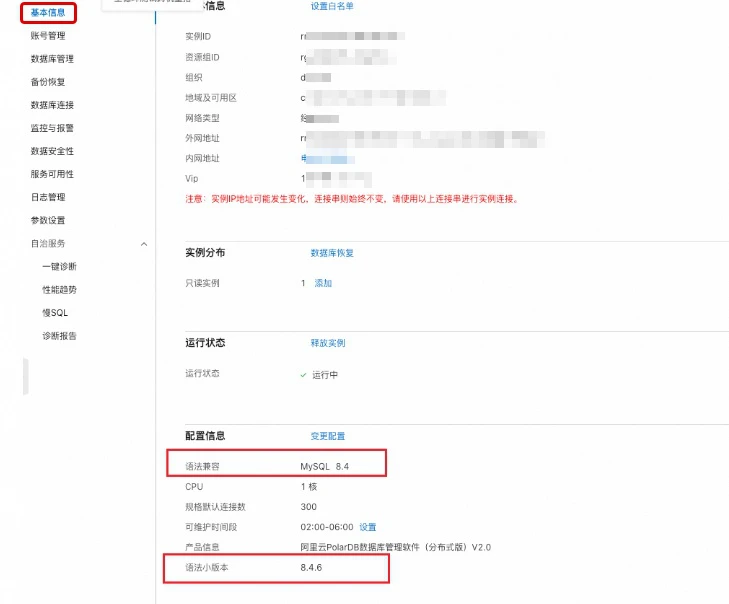 基本信息
账号管理
数据库管理
备份恢复
数据库连接
监控与报警
数据安全性
服务可用性
日志管理
参数设置
自治服务
一键诊断
性能趋势
慢SQL
诊断报告
信息 设置白名单
实例ID
资源组ID
组织
地域及可用区
网络类型
外网地址
内网地址
Vip 1
注意：实例IP地址可能发生变化，连接串则始终不变，请使用以上连接串进行实例连接。
实例分布 数据库恢复
只读实例 1 添加
运行状态 释放实例
运行状态 运行中
配置信息 变更配置
语法兼容 MySQL 8.4
CPU 1 核
规格默认连接数 300
可维护时间段 02:00-06:00 设置
产品信息 阿里云PolarDB数据库管理软件（分布式版）V2.0
语法小版本 8.4.6